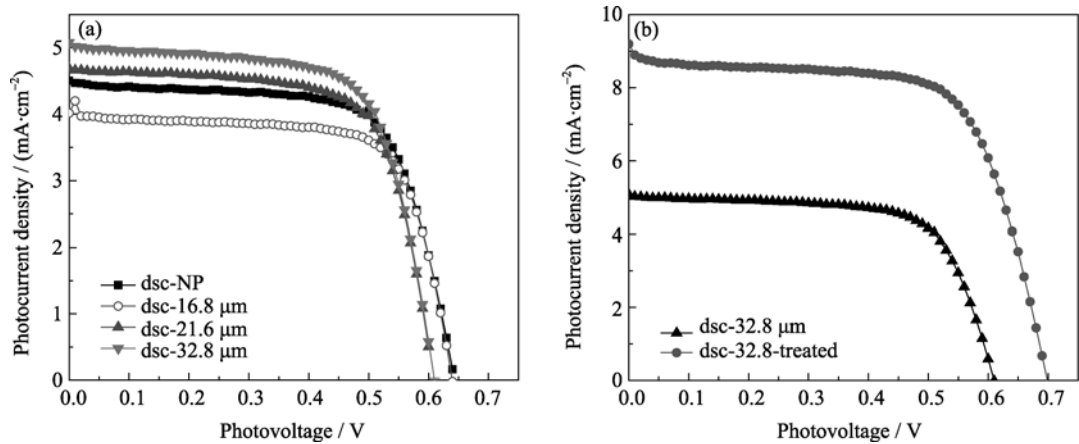 (a)
Photocurrent density / (mA·cm⁻²)
5
4
3
2
1
0
dsc-NP
dsc-16.8 μm
dsc-21.6 μm
dsc-32.8 μm
0.0 0.1 0.2 0.3 0.4 0.5 0.6 0.7
Photovoltage / V
(b)
Photocurrent density / (mA·cm⁻²)
10
8
6
4
2
0
dsc-32.8 μm
dsc-32.8-treated
0.0 0.1 0.2 0.3 0.4 0.5 0.6 0.7
Photovoltage / V